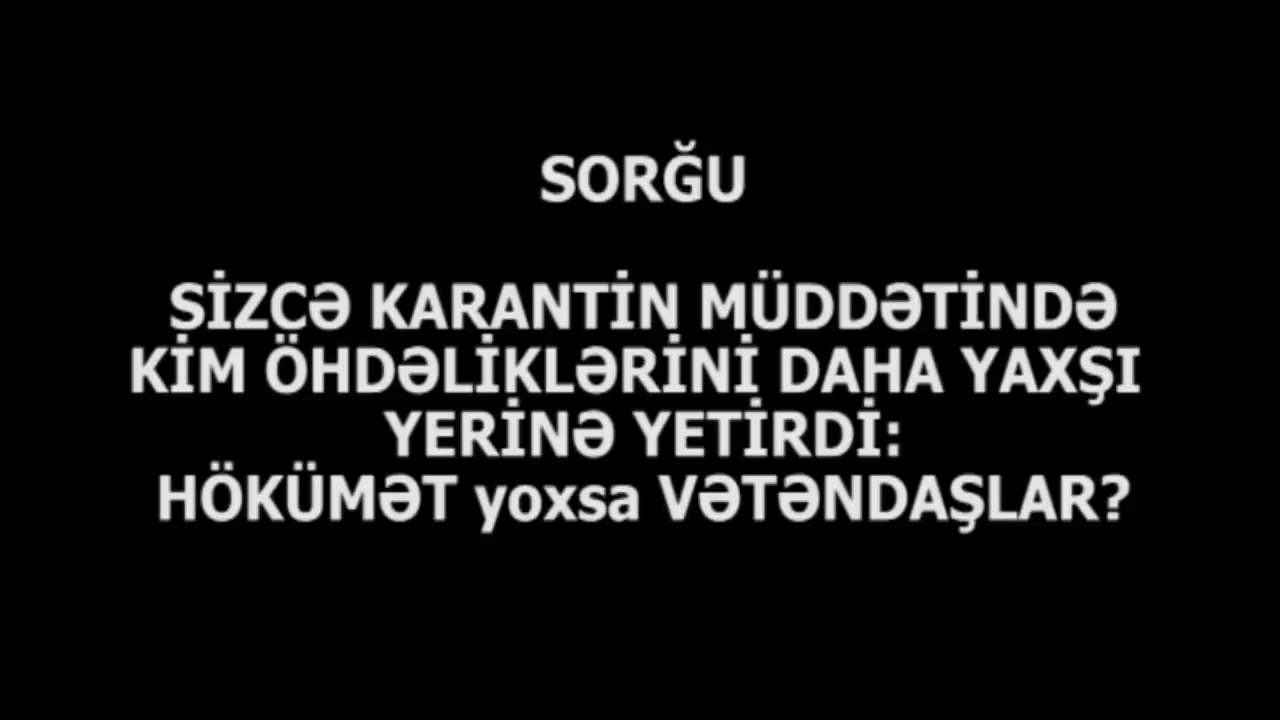 SORĞU
SİZCƏ KARANTİN MÜDDƏTİNDƏ
KİM ÖHDƏLİKLƏRİNİ DAHA YAXŞI
YERİNƏ YETİRDİ:
HÖKÜMƏT yoxsa VƏTƏNDAŞLAR?